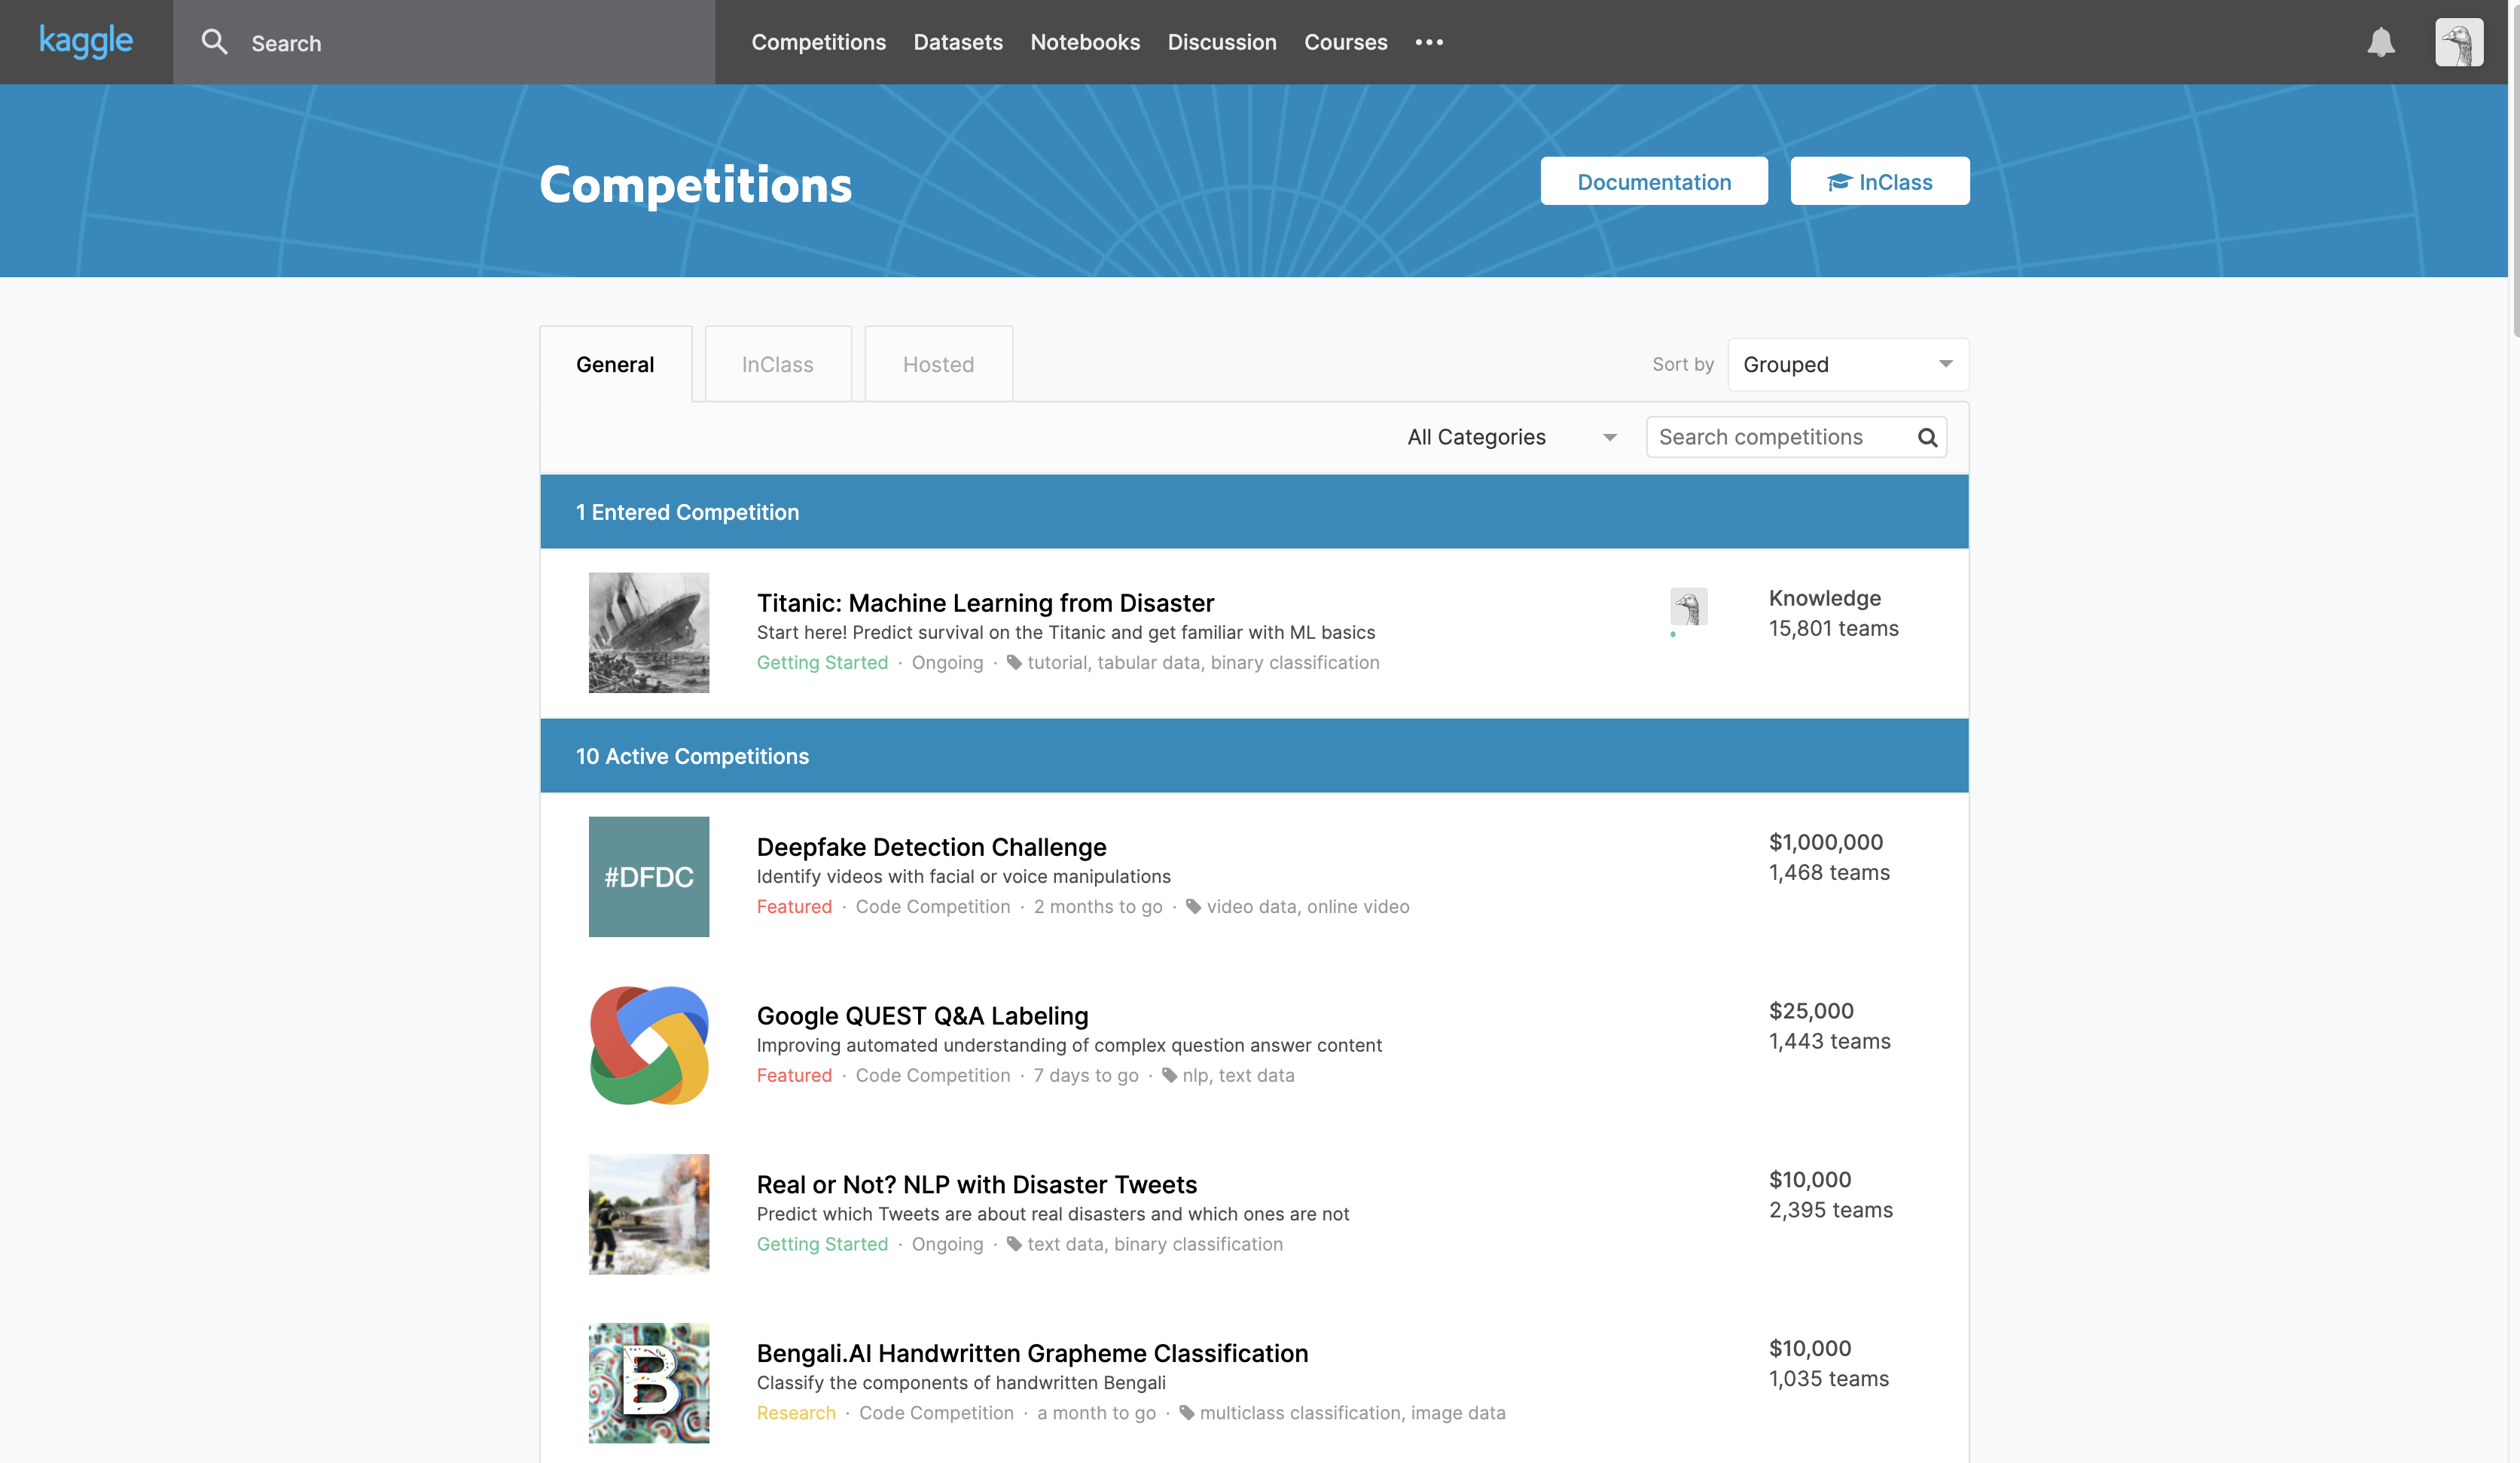 kaggle
Search
Competitions Datasets Notebooks Discussion Courses •••
Competitions
Documentation
InClass
General InClass Hosted
Sort by Grouped
All Categories
Search competitions
1 Entered Competition
Titanic: Machine Learning from Disaster
Start here! Predict survival on the Titanic and get familiar with ML basics
Getting Started · Ongoing · tutorial, tabular data, binary classification
Knowledge
15,801 teams
10 Active Competitions
#DFDC
Deepfake Detection Challenge
Identify videos with facial or voice manipulations
Featured · Code Competition · 2 months to go · video data, online video
$1,000,000
1,468 teams
Google QUEST Q&A Labeling
Improving automated understanding of complex question answer content
Featured · Code Competition · 7 days to go · nlp, text data
$25,000
1,443 teams
Real or Not? NLP with Disaster Tweets
Predict which Tweets are about real disasters and which ones are not
Getting Started · Ongoing · text data, binary classification
$10,000
2,395 teams
B
Bengali.AI Handwritten Grapheme Classification
Classify the components of handwritten Bengali
Research · Code Competition · a month to go · multiclass classification, image data
$10,000
1,035 teams